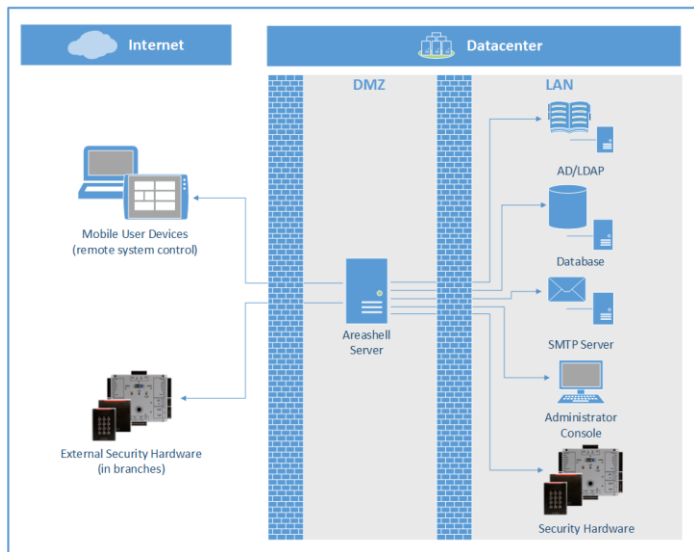 Internet
Datacenter
DMZ
LAN
AD/LDAP
Mobile User Devices
(remote system control)
Database
Areashell
Server
SMTP Server
Administrator
Console
External Security Hardware
(in branches)
Security Hardware